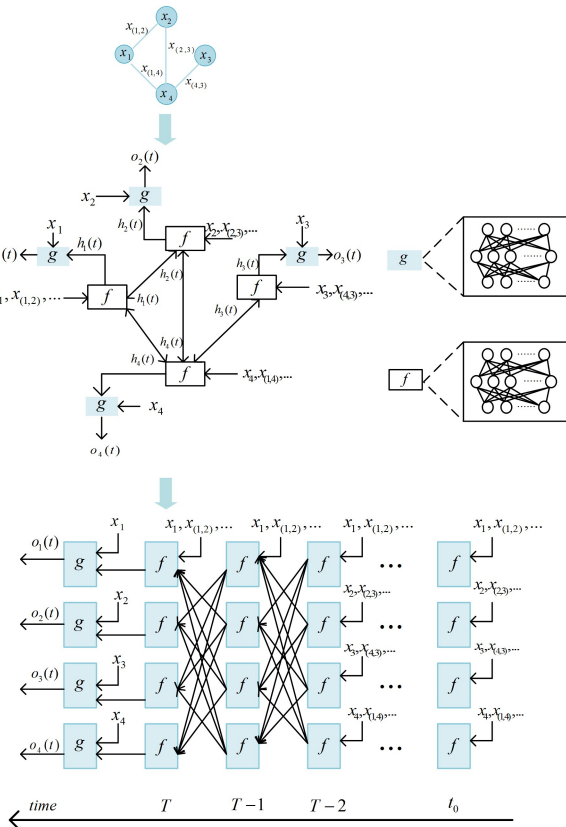 x₂
x₍₁,₂₎
x₍₂,₃₎
x₁ x₃
x₍₁,₄₎
x₍₄,₃₎
x₄
o₂(t)
x₂ g
x₁ h₂(t) x₂, x₍₂,₃₎,... x₃
f
(t) g h₁(t) g o₃(t) g
h₂(t) h₃(t)
₁, x₍₁,₂₎,... f h₁(t) f x₃, x₍₄,₃₎,...
h₃(t)
h₄(t)
h₄(t) f x₄, x₍₁,₄₎,... f
g x₄
o₄(t)
x₁ x₁, x₍₁,₂₎,... x₁, x₍₁,₂₎,... x₁, x₍₁,₂₎,... x₁, x₍₁,₂₎,...
o₁(t) g f f f ... f
x₂ x₂, x₍₂,₃₎,... x₂, x₍₂,₃₎,...
o₂(t) g f f f ... f
x₃ x₃, x₍₄,₃₎,... x₃, x₍₄,₃₎,...
o₃(t) g f f f ... f
x₄ x₄, x₍₁,₄₎,... x₄, x₍₁,₄₎,...
o₄(t) g f f f ... f
time T T−1 T−2 t₀